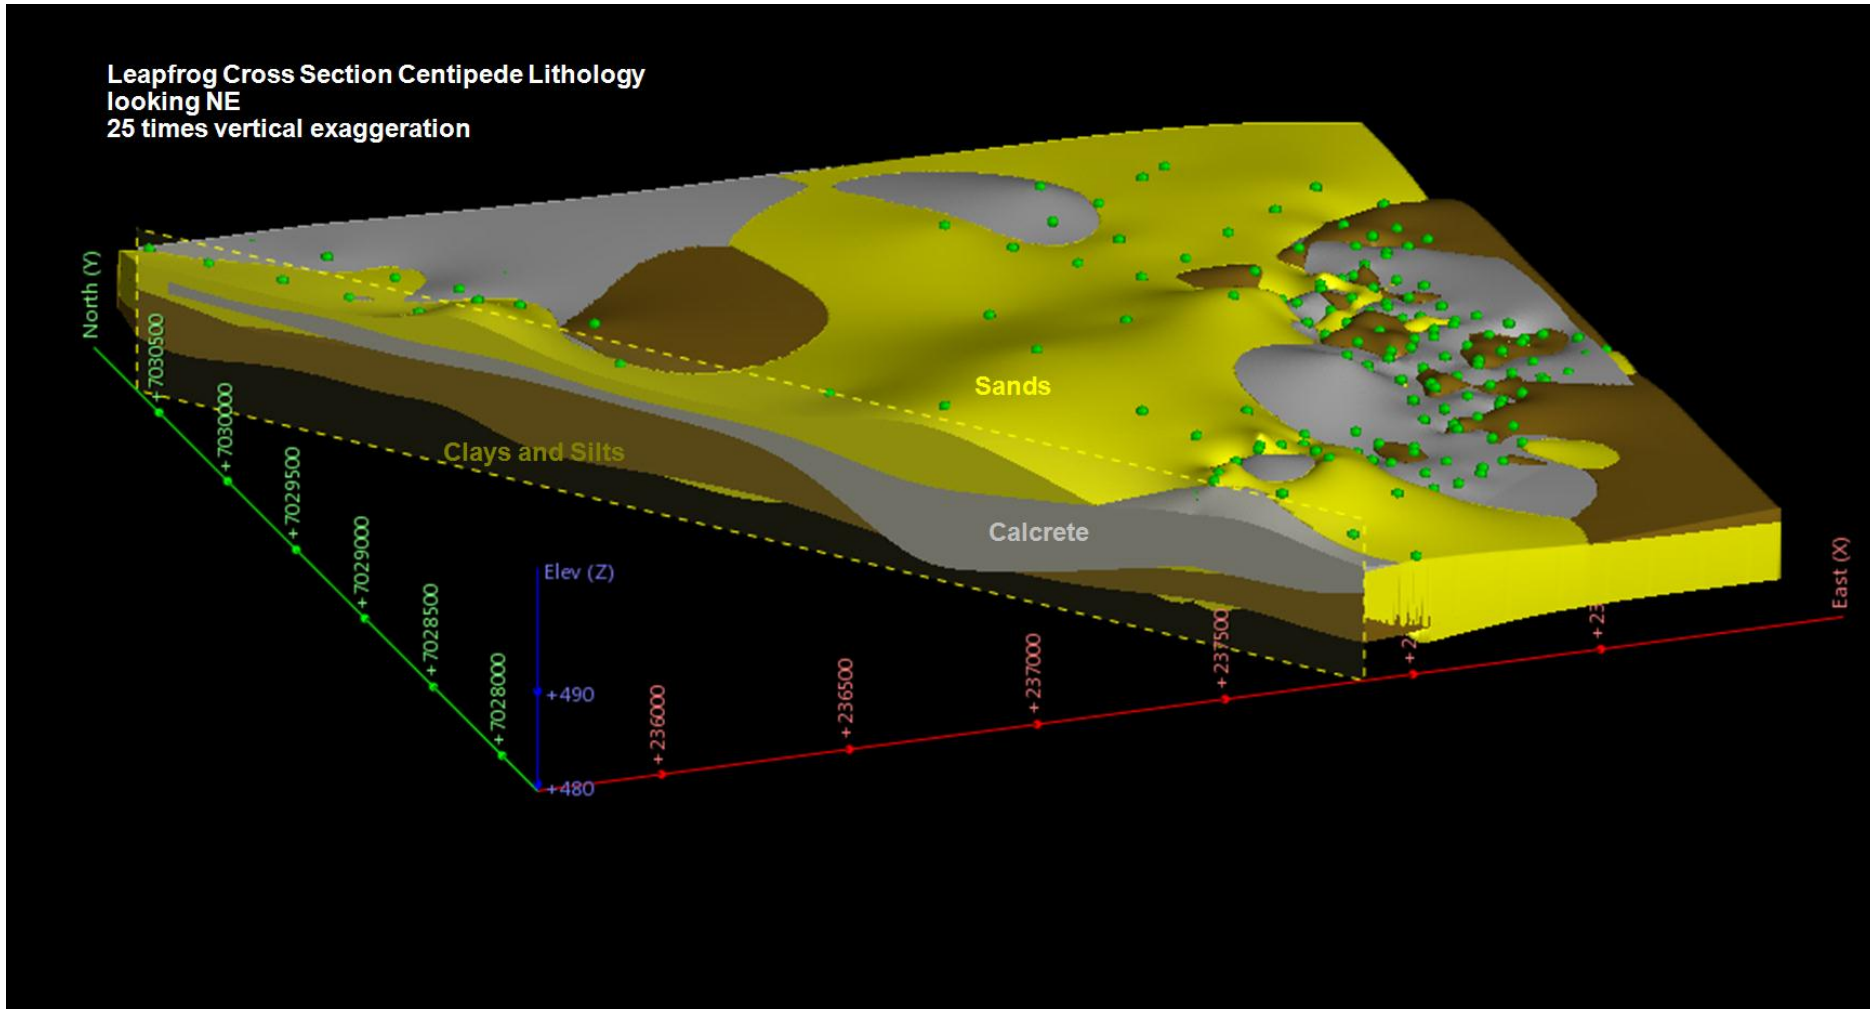 Leapfrog Cross Section Centipede Lithology
looking NE
25 times vertical exaggeration
North (Y)
+7030500
+7030000
+7029500
+7029000
+7028500
+7028000
Sands
Clays and Silts
Calcrete
Elev (Z)
+490
+480
+236000
+236500
+237000
+237500
East (X)